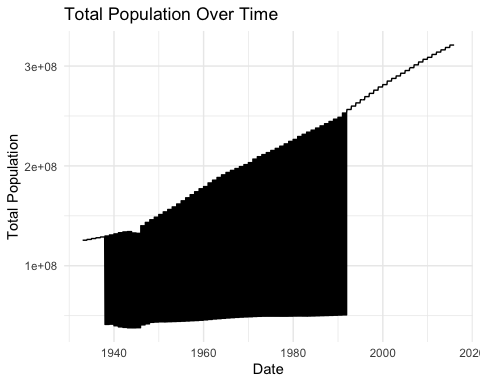 Total Population Over Time
Total Population
3e+08
2e+08
1e+08
1940
1960
1980
2000
2020
Date